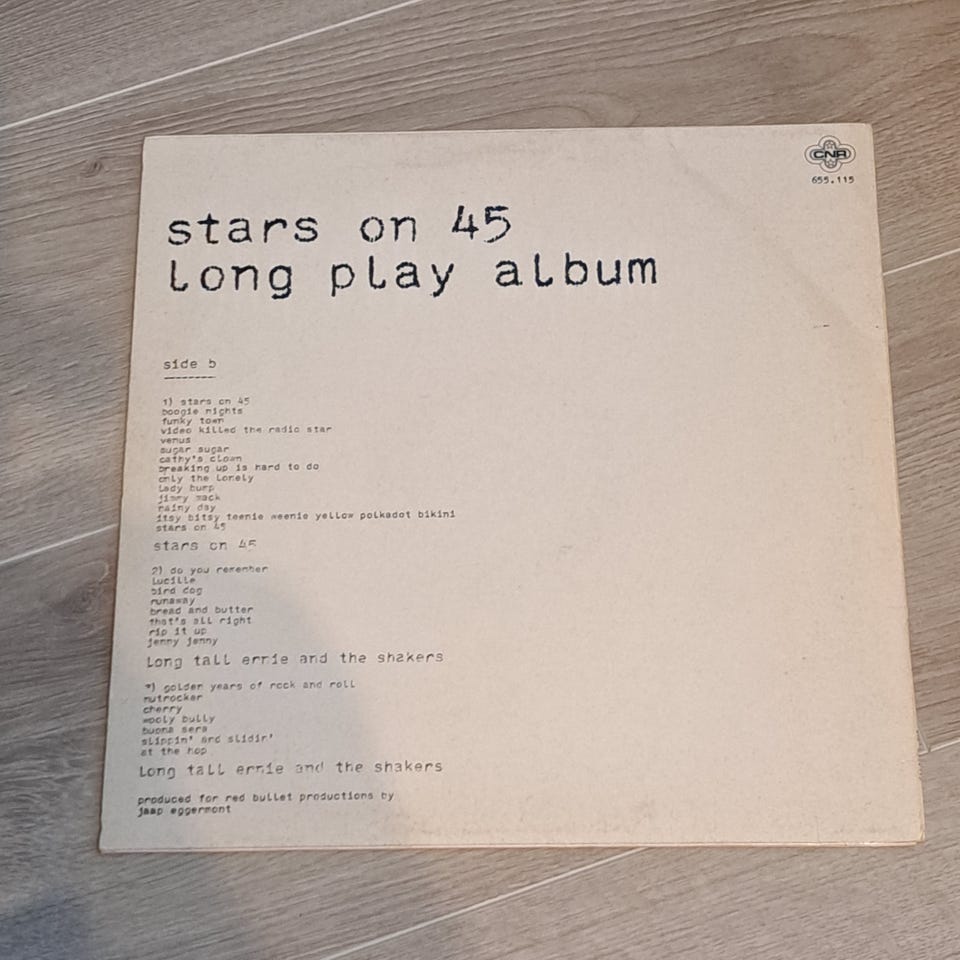 CNR
655.115
stars on 45
long play album
side b
1) stars on 45
boogie nights
funky town
video killed the radio star
venus
sugar sugar
cathy's clown
breaking up is hard to do
only the lonely
lady bump
jimmy mack
rainy day
itsy bitsy teenie weenie yellow polkadot bikini
stars on 45
stars on 45
2) do you remember
lucille
bird dog
runaway
bread and butter
that's all right
rip it up
jenny jenny
long tall ernie and the shakers
*) golden years of rock and roll
nutrocker
cherry
wooly bully
buona sera
slippin' and slidin'
at the hop
long tall ernie and the shakers
produced for red bullet productions by
jaap eggermont